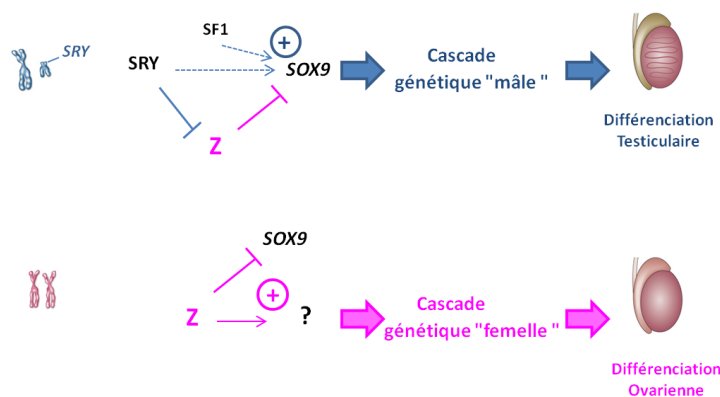 SRY
SF1
+
SRY
SOX9
Z
Cascade
génétique "mâle "
Différenciation
Testiculaire
SOX9
+
Z
?
Cascade
génétique "femelle "
Différenciation
Ovarienne